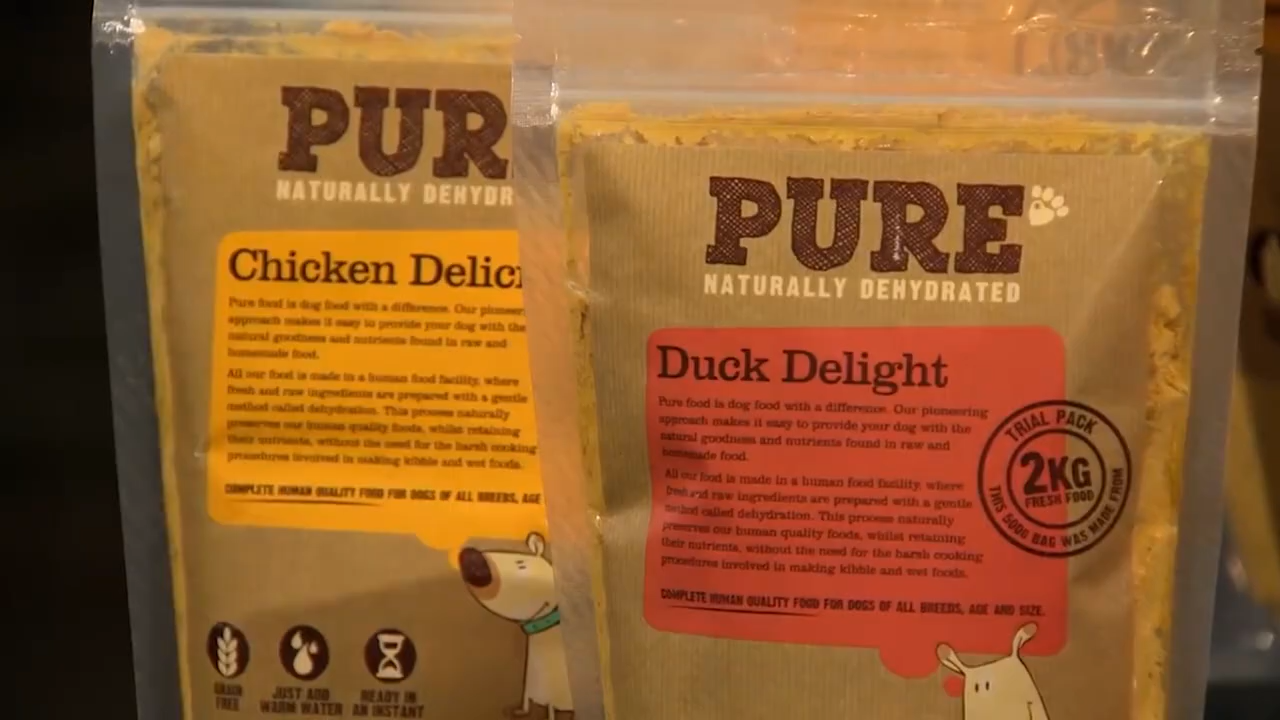 PUR
NATURALLY DEHYDR
Chicken Delic
Pure food is dog food with a difference. Our pioneer
approach makes it easy to provide your dog with the
natural goodness and nutrients found in raw and
homemade food.
All our food is made in a human food facility, where
fresh and raw ingredients are prepared with a gentle
method called dehydration. This process naturally
preserves our human quality foods, whilst retaining
their nutrients, without the need for the harsh cooking
procedures involved in making kibble and wet foods.
COMPLETE HUMAN QUALITY FOOD FOR DOGS OF ALL BREEDS, AGE
GRAIN
FREE
JUST ADD
WARM WATER
READY IN
AN INSTANT
PURE
NATURALLY DEHYDRATED
Duck Delight
Pure food is dog food with a difference. Our pioneering
approach makes it easy to provide your dog with the
natural goodness and nutrients found in raw and
homemade food.
All our food is made in a human food facility, where
fresh and raw ingredients are prepared with a gentle
method called dehydration. This process naturally
preserves our human quality foods, whilst retaining
their nutrients, without the need for the harsh cooking
procedures involved in making kibble and wet foods.
COMPLETE HUMAN QUALITY FOOD FOR DOGS OF ALL BREEDS, AGE AND SIZE.
TRIAL PACK
2KG
FRESH FOOD
THIS 500G BAG WAS MADE FROM